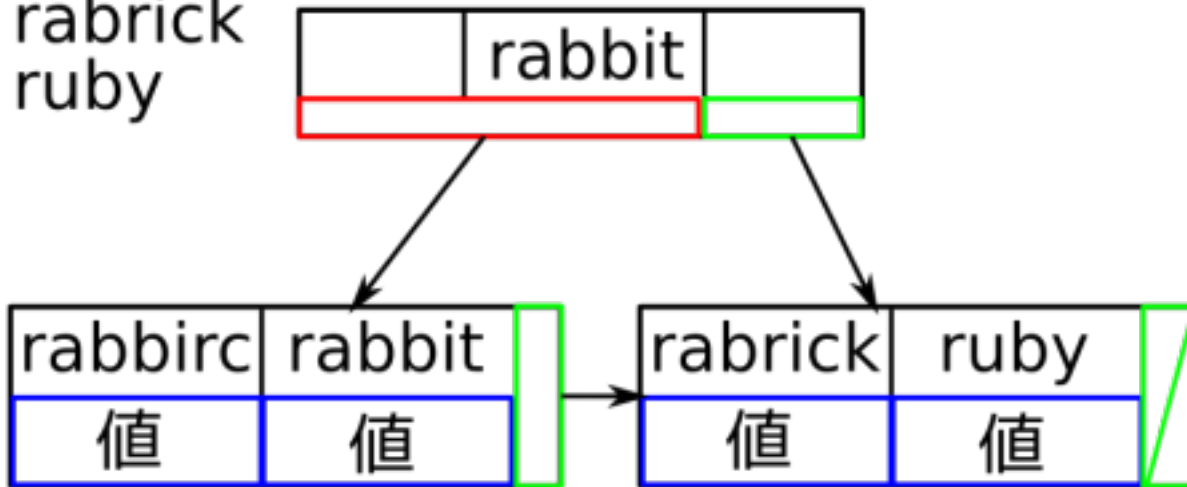 rabrick
ruby
rabbit
rabbirc rabbit
値 値
rabrick ruby
値 値